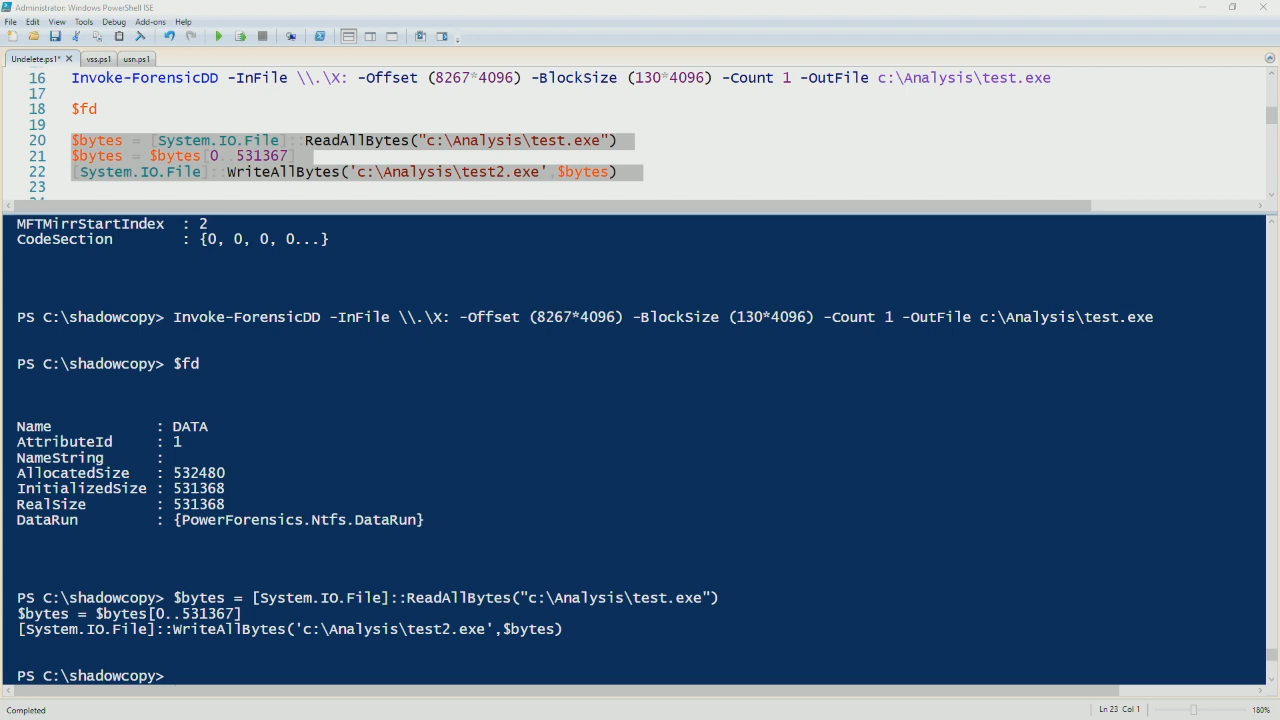 Administrator: Windows PowerShell ISE
File Edit View Tools Debug Add-ons Help
Undelete.ps1* vss.ps1 usn.ps1
16 Invoke-ForensicDD -InFile \\.\X: -Offset (8267*4096) -BlockSize (130*4096) -Count 1 -OutFile c:\Analysis\test.exe
17
18 $fd
19
20 $bytes = [System.IO.File]::ReadAllBytes("c:\Analysis\test.exe")
21 $bytes = $bytes[0..531367]
22 [System.IO.File]::WriteAllBytes('c:\Analysis\test2.exe',$bytes)
23
MFTMirrStartIndex : 2
CodeSection : {0, 0, 0, 0...}
PS C:\shadowcopy> Invoke-ForensicDD -InFile \\.\X: -Offset (8267*4096) -BlockSize (130*4096) -Count 1 -OutFile c:\Analysis\test.exe
PS C:\shadowcopy> $fd
Name : DATA
AttributeId : 1
NameString :
AllocatedSize : 532480
InitializedSize : 531368
RealSize : 531368
DataRun : {PowerForensics.Ntfs.DataRun}
PS C:\shadowcopy> $bytes = [System.IO.File]::ReadAllBytes("c:\Analysis\test.exe")
$bytes = $bytes[0..531367]
[System.IO.File]::WriteAllBytes('c:\Analysis\test2.exe',$bytes)
PS C:\shadowcopy>
Completed Ln 23 Col 1 180%